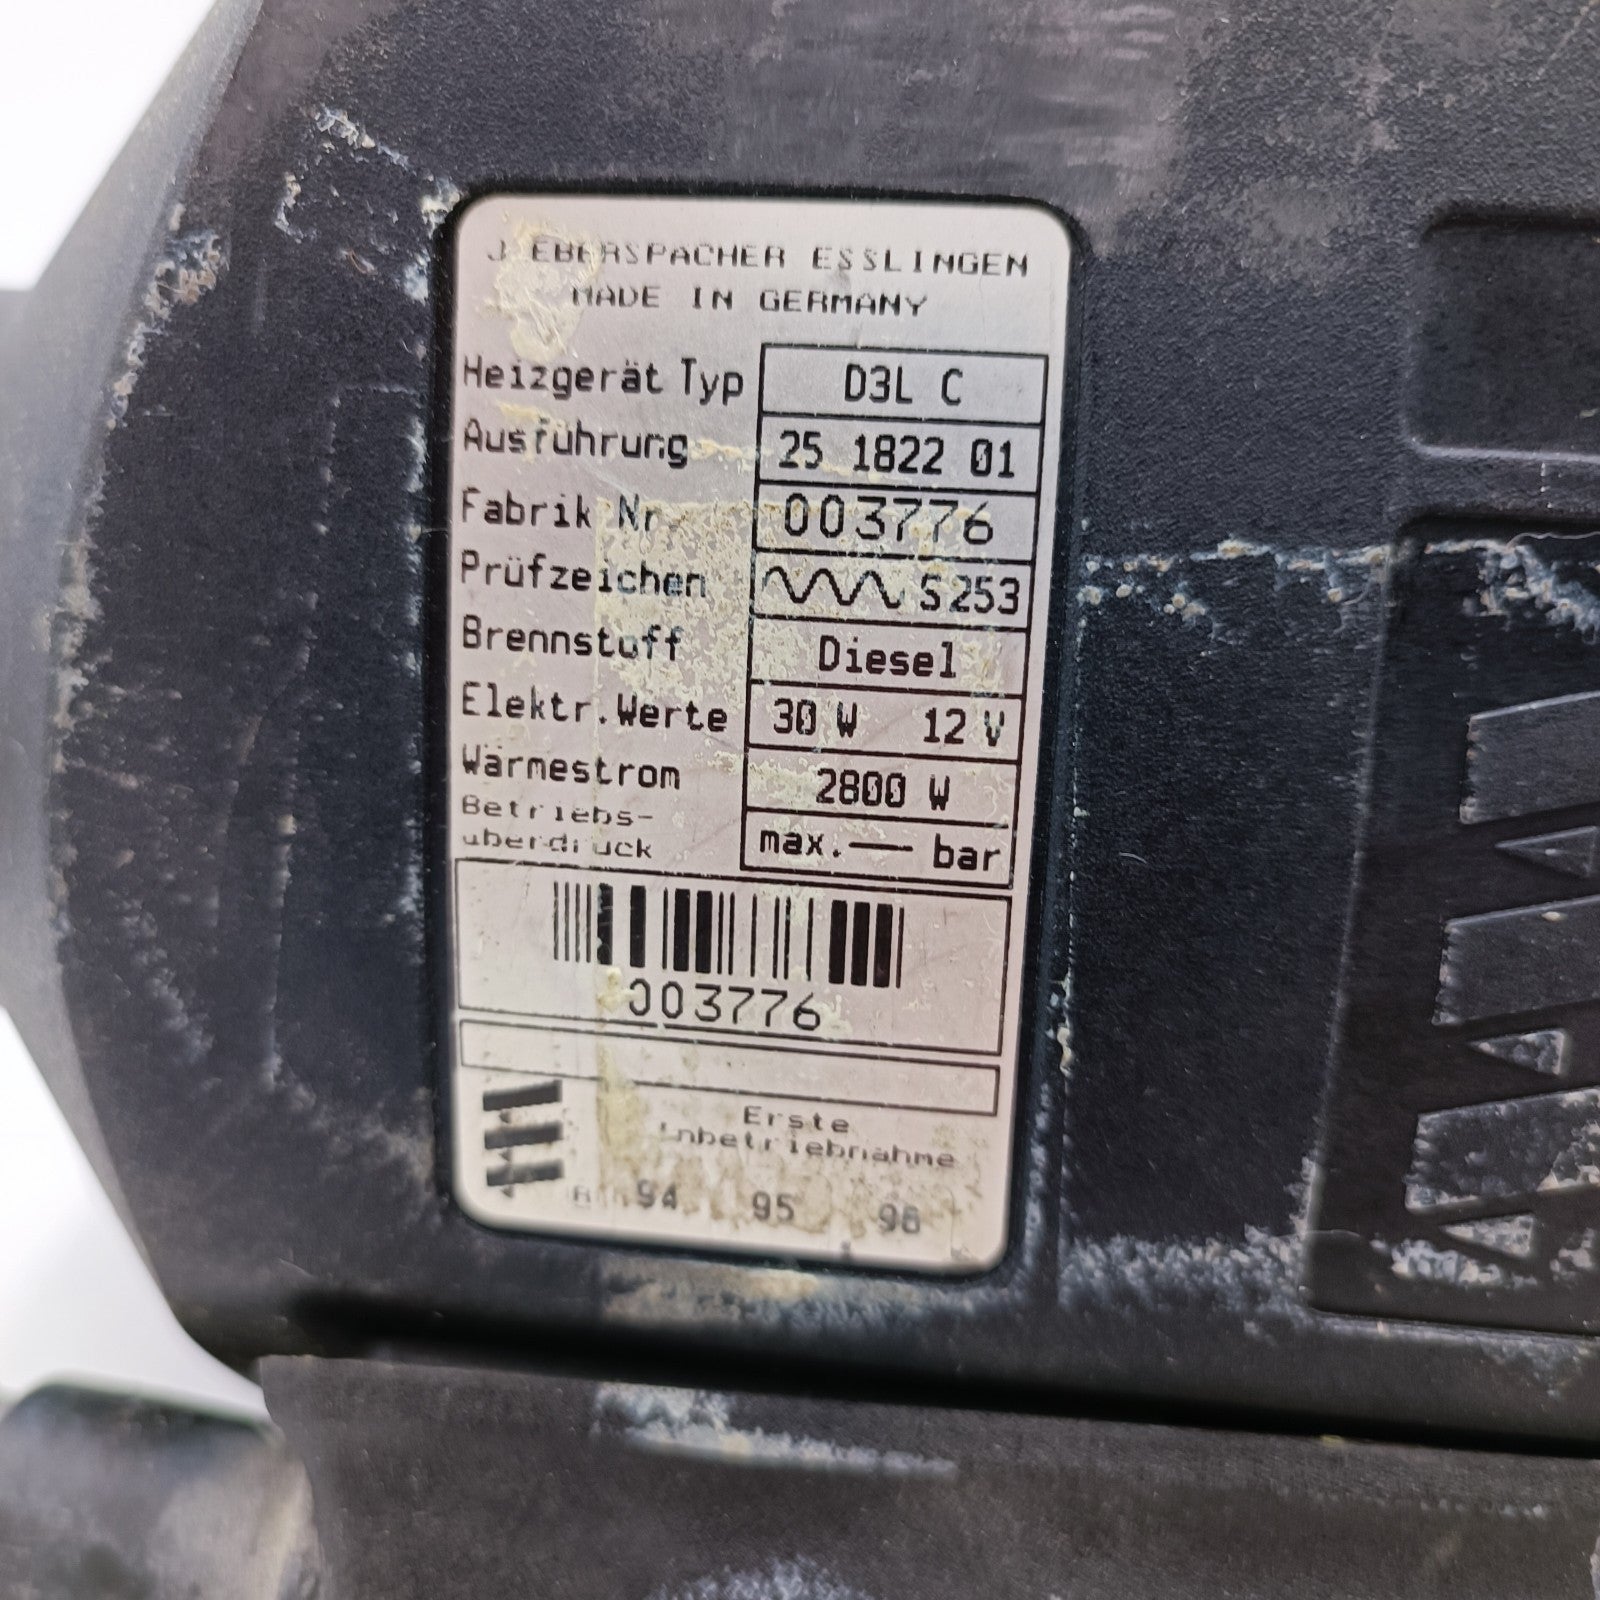 J EBERSPACHER ESSLINGEN
MADE IN GERMANY
Heizgerät Typ D3L C
Ausführung 25 1822 01
Fabrik Nr. 003776
Prüfzeichen S253
Brennstoff Diesel
Elektr.Werte 30 W 12 V
Wärmestrom 2800 W
Betriebs-
uberdruck max.— bar
003776
Erste
Inbetriebnahme
94 95 96